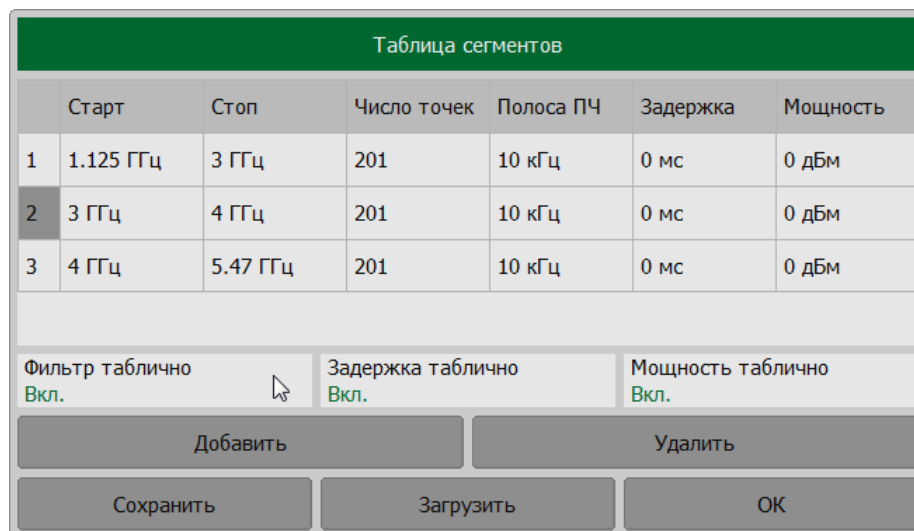 Таблица сегментов
Старт Стоп Число точек Полоса ПЧ Задержка Мощность
1 1.125 ГГц 3 ГГц 201 10 кГц 0 мс 0 дБм
2 3 ГГц 4 ГГц 201 10 кГц 0 мс 0 дБм
3 4 ГГц 5.47 ГГц 201 10 кГц 0 мс 0 дБм
Фильтр таблично Задержка таблично Мощность таблично
Вкл. Вкл. Вкл.
Добавить Удалить
Сохранить Загрузить ОК